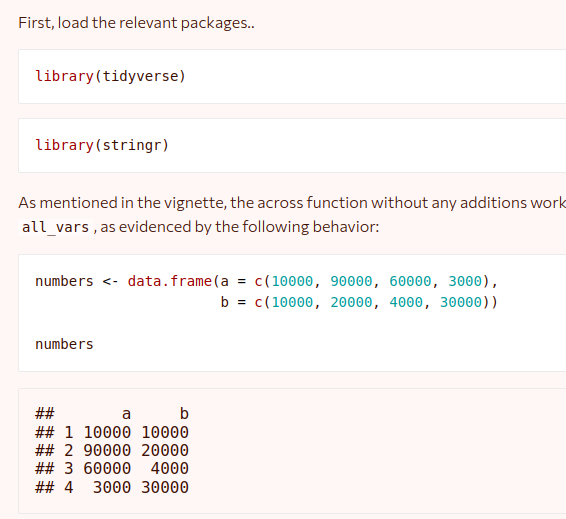 First, load the relevant packages..
library(tidyverse)
library(stringr)
As mentioned in the vignette, the across function without any additions work
all_vars , as evidenced by the following behavior:
numbers <- data.frame(a = c(10000, 90000, 60000, 3000),
                      b = c(10000, 20000, 4000, 30000))
numbers
##       a     b
## 1 10000 10000
## 2 90000 20000
## 3 60000  4000
## 4  3000 30000